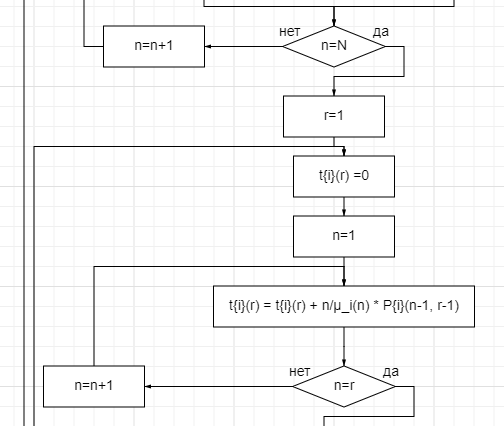 нет
да
n=n+1
n=N
r=1
t{i}(r) =0
n=1
t{i}(r) = t{i}(r) + n/μ_i(n) * P{i}(n-1, r-1)
нет
да
n=n+1
n=r